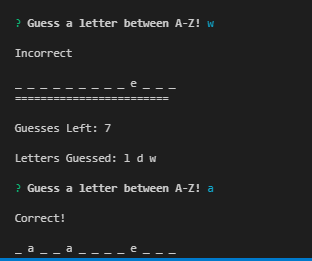 ? Guess a letter between A-Z! w
Incorrect
_ _ _ _ _ _ _ _ _ e _ _ _
========================
Guesses Left: 7
Letters Guessed: l d w
? Guess a letter between A-Z! a
Correct!
_ a _ _ a _ _ _ _ e _ _ _